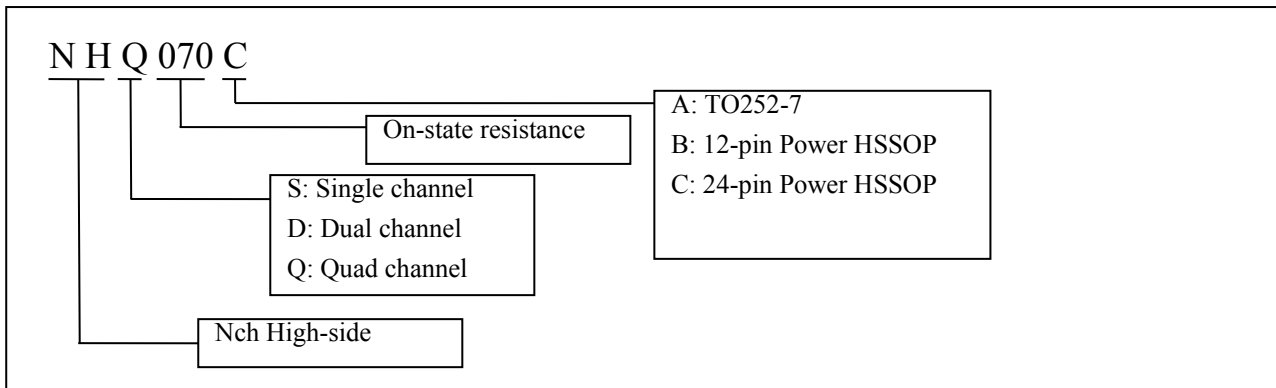 N H Q 070 C
A: TO252-7
B: 12-pin Power HSSOP
C: 24-pin Power HSSOP
On-state resistance
S: Single channel
D: Dual channel
Q: Quad channel
Nch High-side